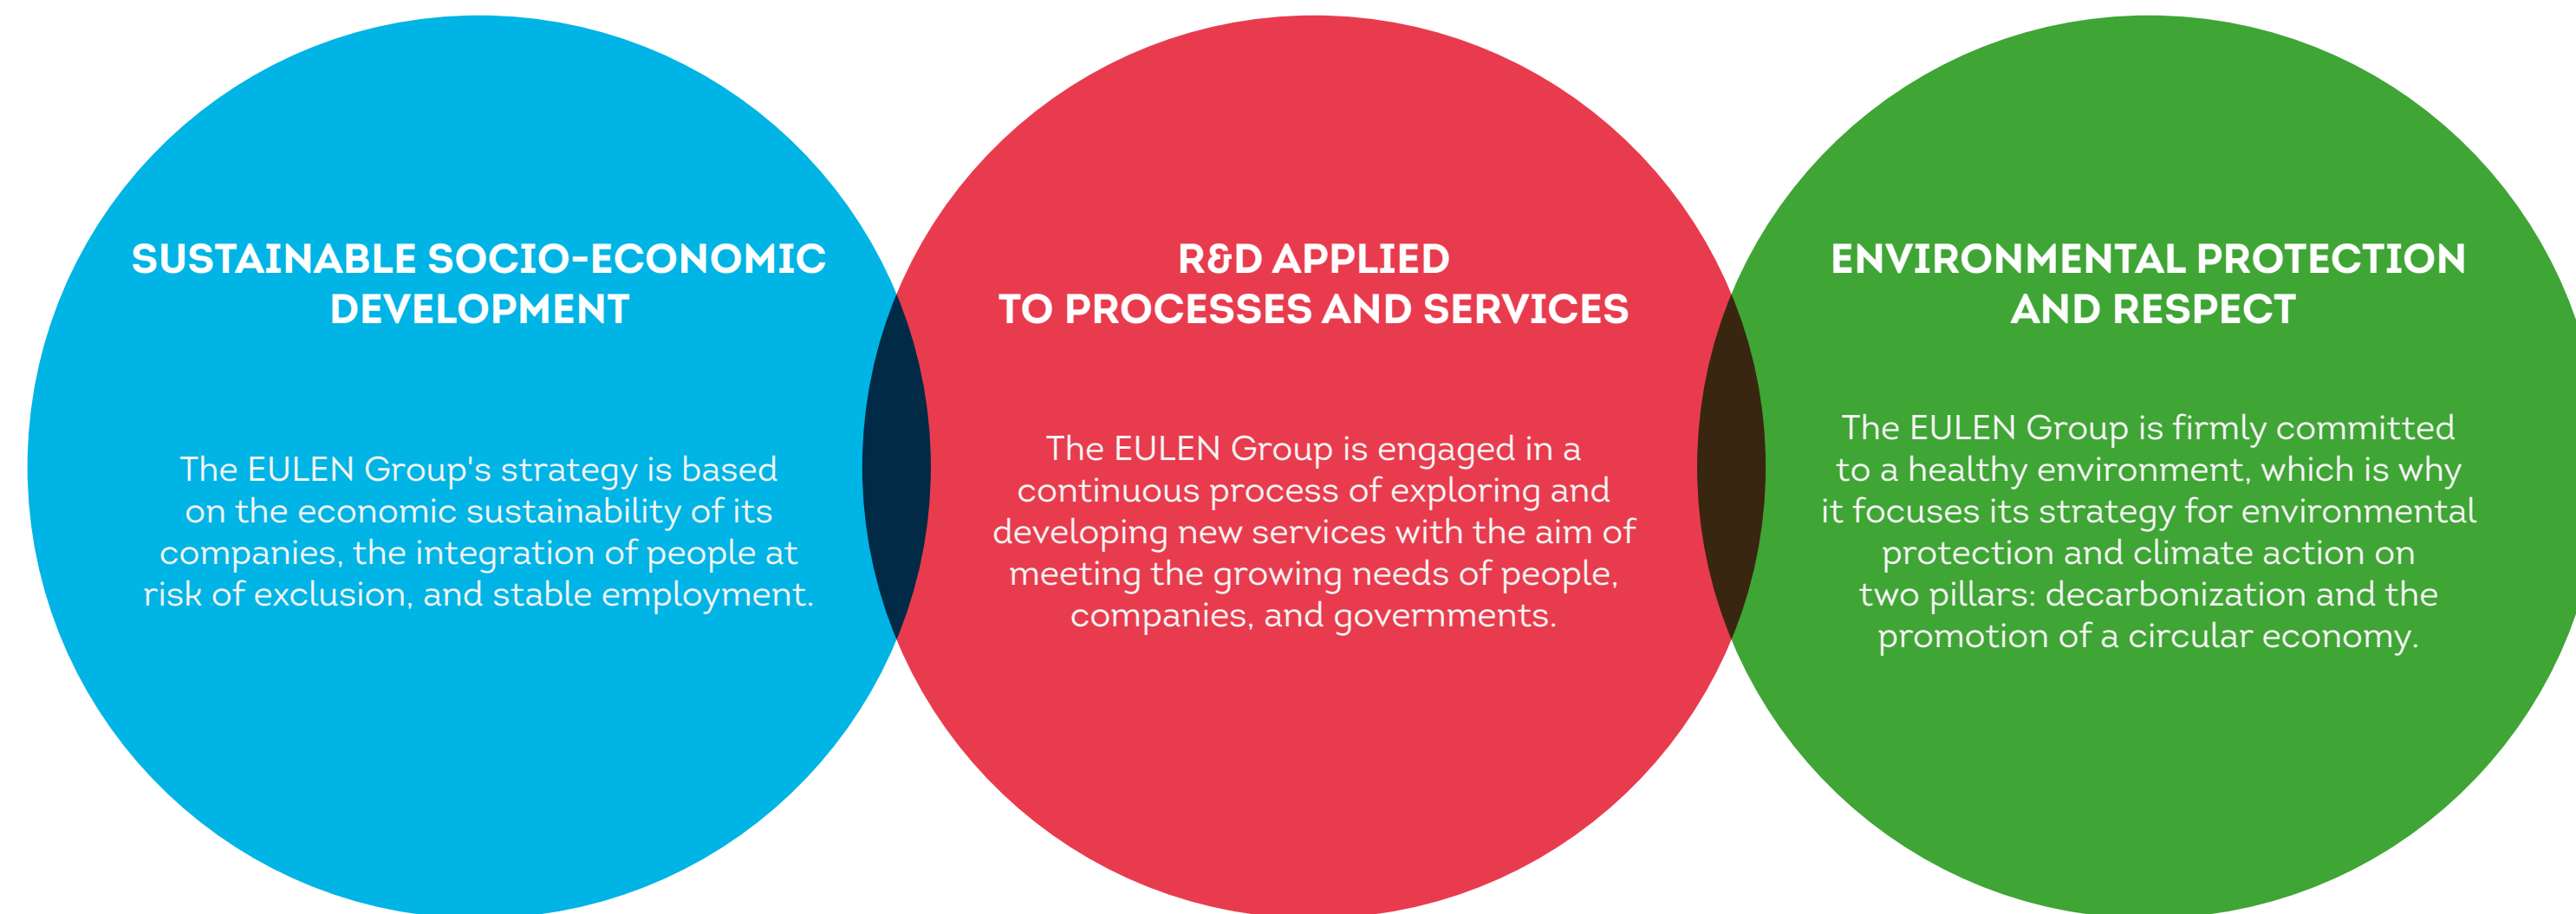 SUSTAINABLE SOCIO-ECONOMIC
DEVELOPMENT
The EULEN Group's strategy is based
on the economic sustainability of its
companies, the integration of people at
risk of exclusion, and stable employment.
R&D APPLIED
TO PROCESSES AND SERVICES
The EULEN Group is engaged in a
continuous process of exploring and
developing new services with the aim of
meeting the growing needs of people,
companies, and governments.
ENVIRONMENTAL PROTECTION
AND RESPECT
The EULEN Group is firmly committed
to a healthy environment, which is why
it focuses its strategy for environmental
protection and climate action on
two pillars: decarbonization and the
promotion of a circular economy.